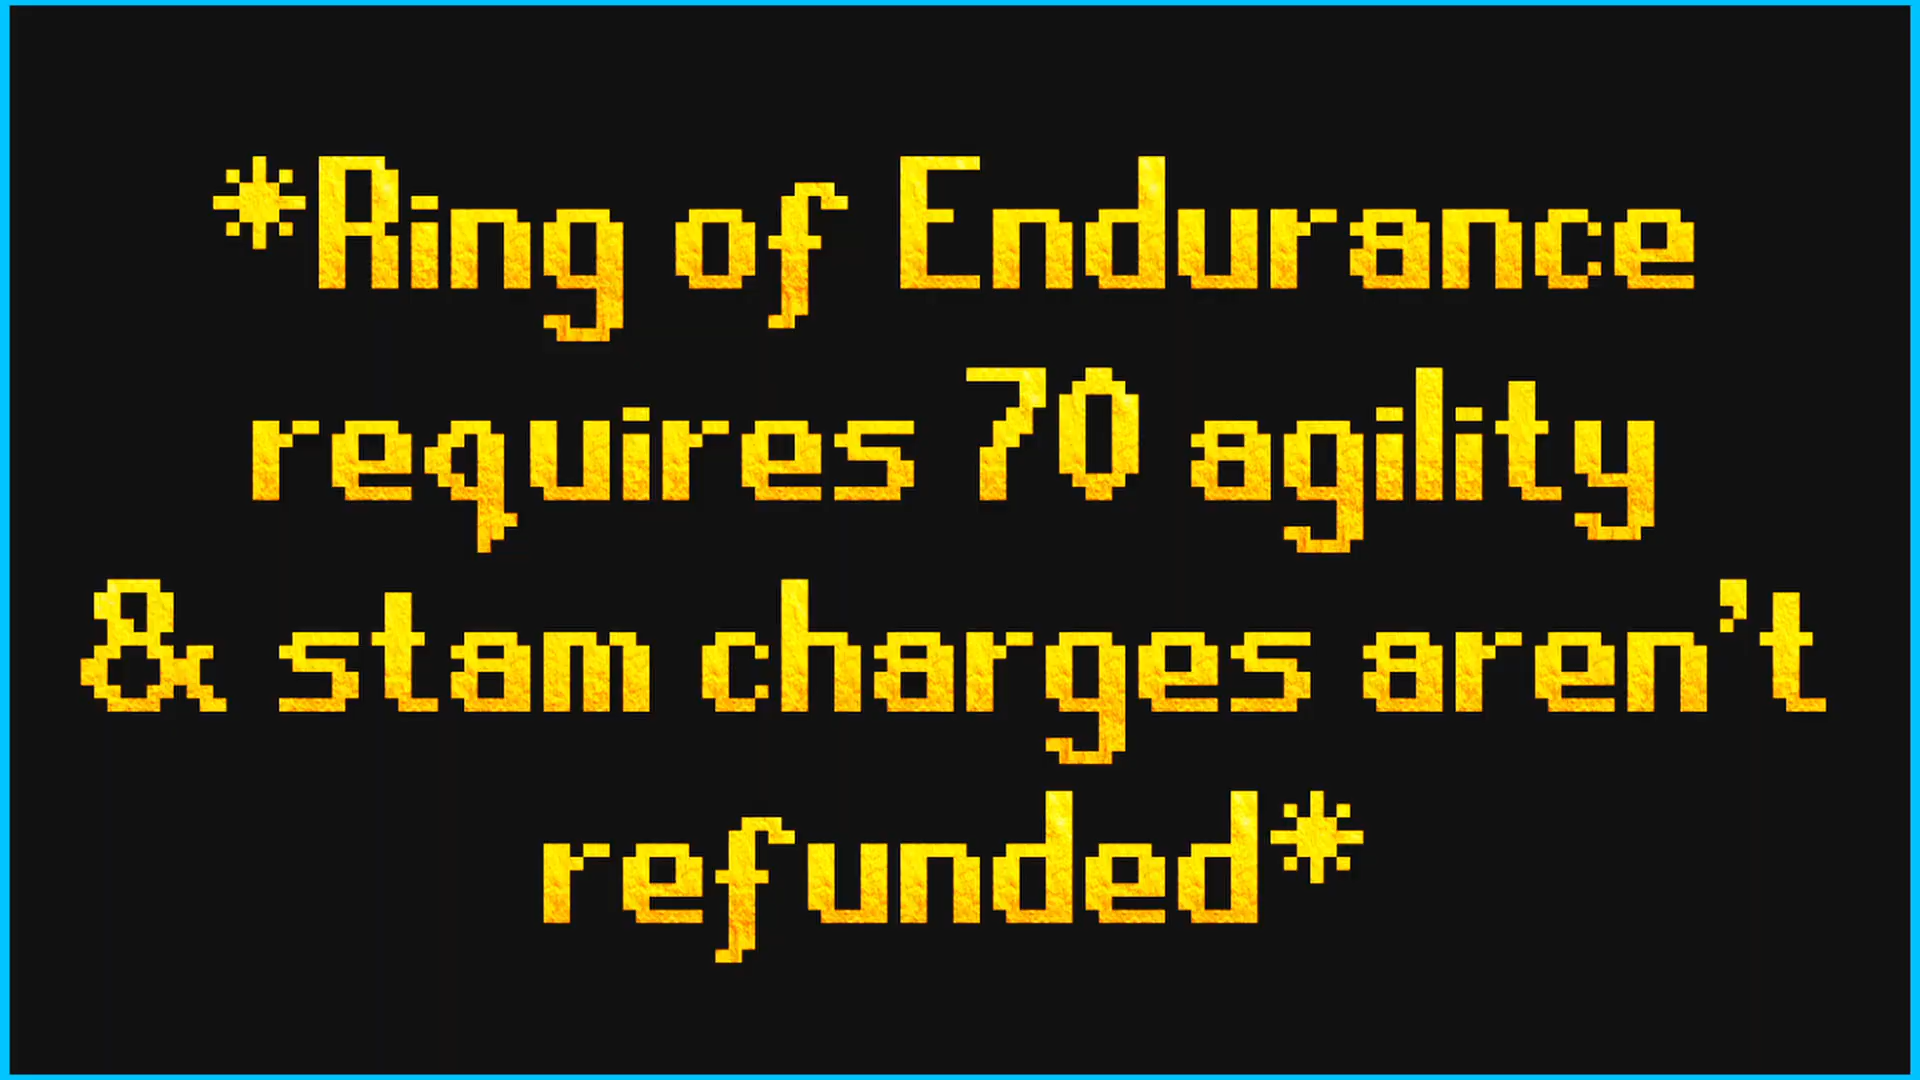 *Ring of Endurance
requires 70 agility
& stam charges aren't
refunded*